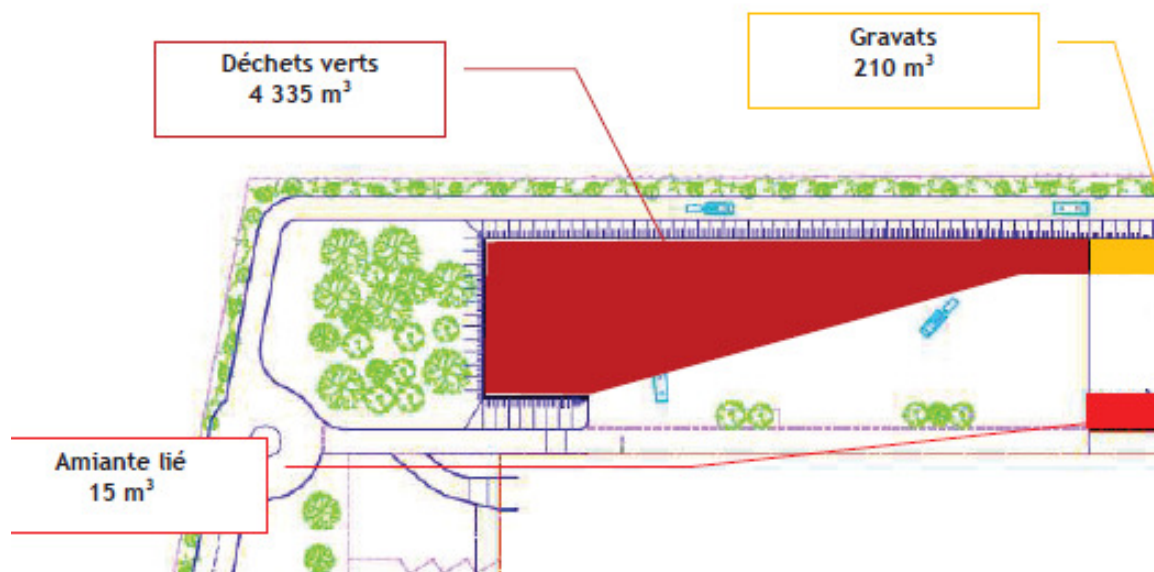 Déchets verts
4 335 m³
Gravats
210 m³
Amiante lié
15 m³